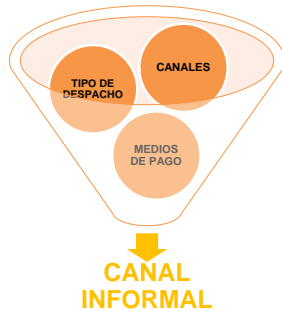 CANALES
TIPO DE
DESPACHO
MEDIOS
DE PAGO
CANAL
INFORMAL